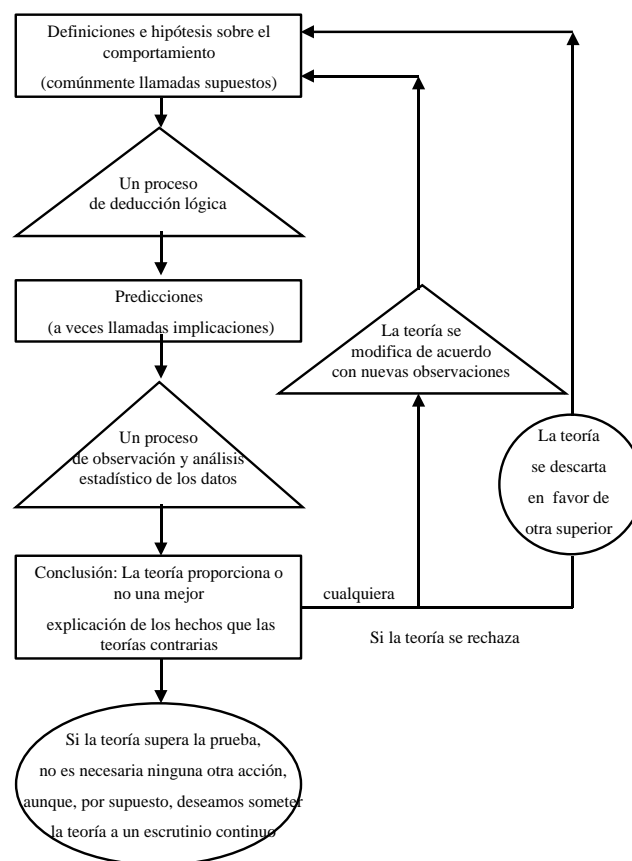 Definiciones e hipótesis sobre el
comportamiento
(comúnmente llamadas supuestos)
Un proceso
de deducción lógica
Predicciones
(a veces llamadas implicaciones)
La teoría se
modifica de acuerdo
con nuevas observaciones
Un proceso
de observación y análisis
estadístico de los datos
La teoría
se descarta
en favor de
otra superior
Conclusión: La teoría proporciona o
no una mejor
explicación de los hechos que las
teorías contrarias
cualquiera
Si la teoría se rechaza
Si la teoría supera la prueba,
no es necesaria ninguna otra acción,
aunque, por supuesto, deseamos someter
la teoría a un escrutinio continuo